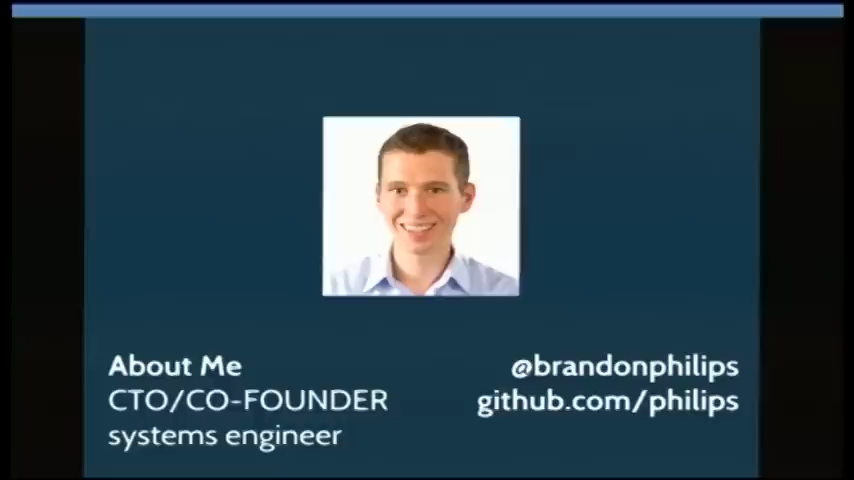 About Me
CTO/CO-FOUNDER
systems engineer
@brandonphilips
github.com/philips